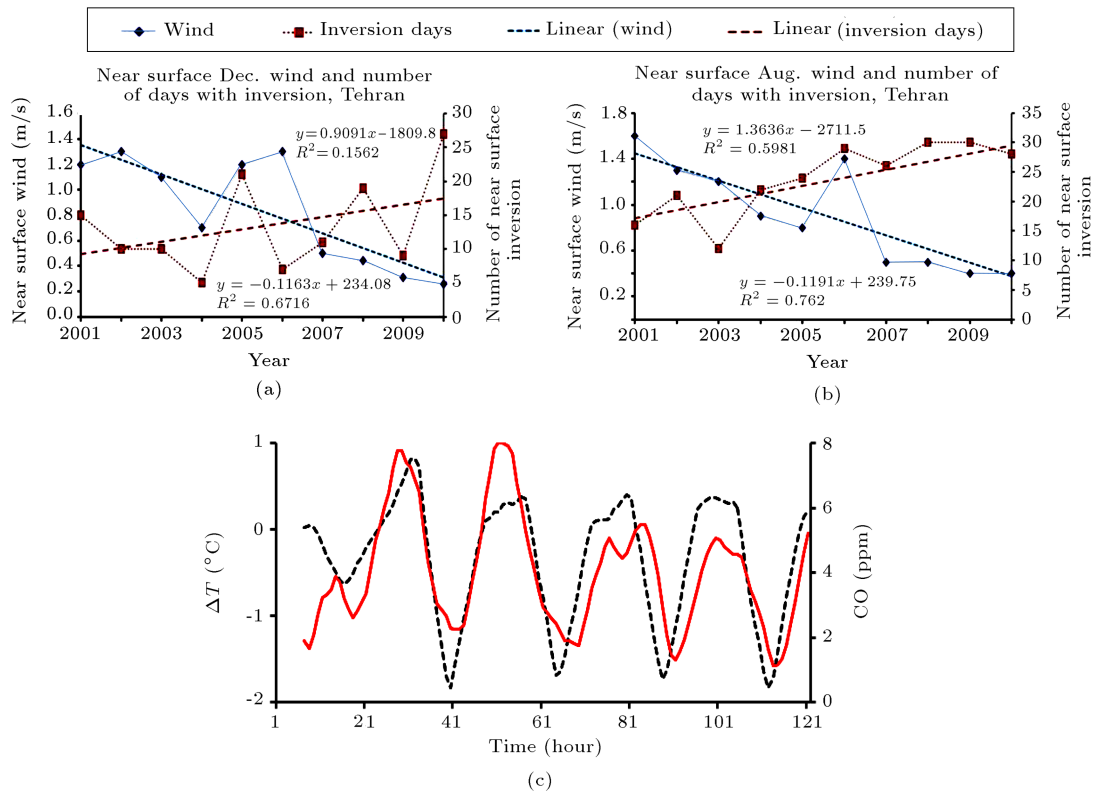 Wind Inversion days Linear (wind) Linear (inversion days)
Near surface Dec. wind and number
of days with inversion, Tehran
Near surface wind (m/s)
1.6
1.4
1.2
1.0
0.8
0.6
0.4
0.2
0.0
y=0.9091x−1809.8
R²=0.1562
y = −0.1163x + 234.08
R² = 0.6716
30
25
20
15
10
5
0
Number of near surface
inversion
2001 2003 2005 2007 2009
Year
(a)
Near surface Aug. wind and number of
days with inversion, Tehran
Near surface wind (m/s)
1.8
1.4
1.0
0.6
0.2
y = 1.3636x − 2711.5
R² = 0.5981
y = −0.1191x + 239.75
R² = 0.762
35
30
25
20
15
10
5
0
Number of near surface
inversion
2001 2003 2005 2007 2009
Year
(b)
ΔT (°C)
1
0
-1
-2
8
6
4
2
0
CO (ppm)
1 21 41 61 81 101 121
Time (hour)
(c)